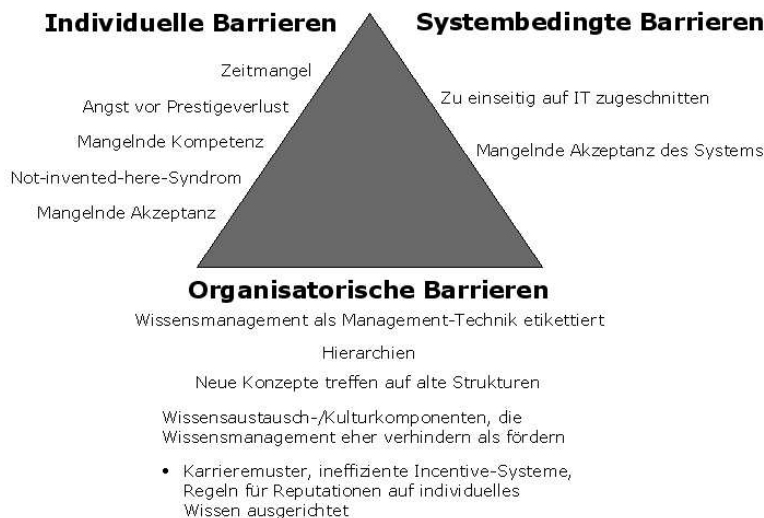 Individuelle Barrieren
Zeitmangel
Angst vor Prestigeverlust
Mangelnde Kompetenz
Not-invented-here-Syndrom
Mangelnde Akzeptanz
Systembedingte Barrieren
Zu einseitig auf IT zugeschnitten
Mangelnde Akzeptanz des Systems
Organisatorische Barrieren
Wissensmanagement als Management-Technik etikettiert
Hierarchien
Neue Konzepte treffen auf alte Strukturen
Wissensaustausch-/Kulturkomponenten, die
Wissensmanagement eher verhindern als fördern
• Karrieremuster, ineffiziente Incentive-Systeme,
Regeln für Reputationen auf individuelles
Wissen ausgerichtet